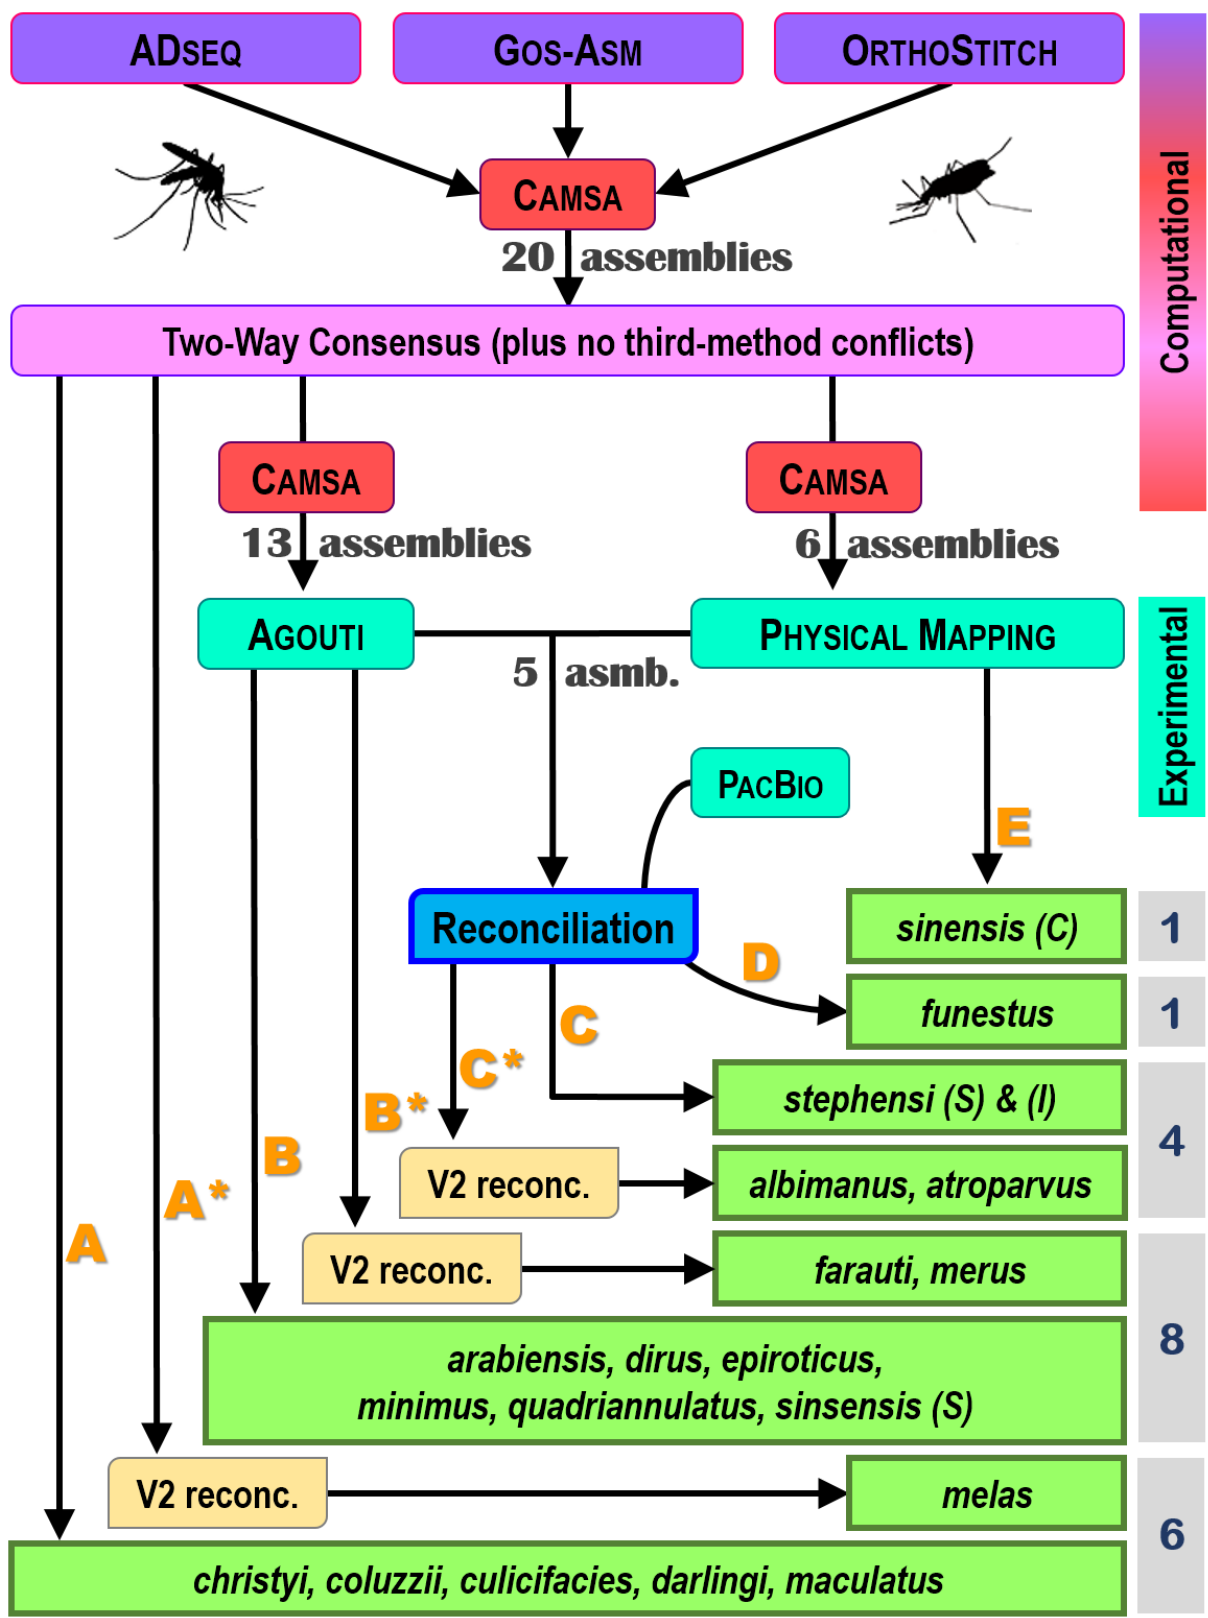 ADSEQ
GOS-ASM
ORTHOSTITCH
Computational
CAMSA
20 assemblies
Two-Way Consensus (plus no third-method conflicts)
CAMSA
CAMSA
13 assemblies
6 assemblies
AGOUTI
PHYSICAL MAPPING
Experimental
5 asmb.
PACBIO
E
Reconciliation
sinensis (C)
1
D
funestus
1
C
C*
stephensi (S) & (I)
4
B*
B
V2 reconc.
albimanus, atroparvus
A*
A
V2 reconc.
farauti, merus
8
arabiensis, dirus, epiroticus,
minimus, quadriannulatus, sinsensis (S)
V2 reconc.
melas
6
christyi, coluzzii, culicifacies, darlingi, maculatus